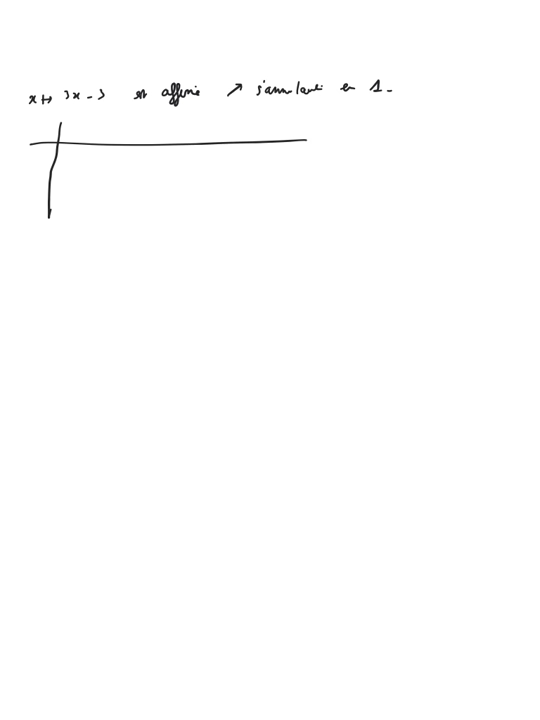 x ↦ 3x - 3 est affine ↗ s'annulant en 1.